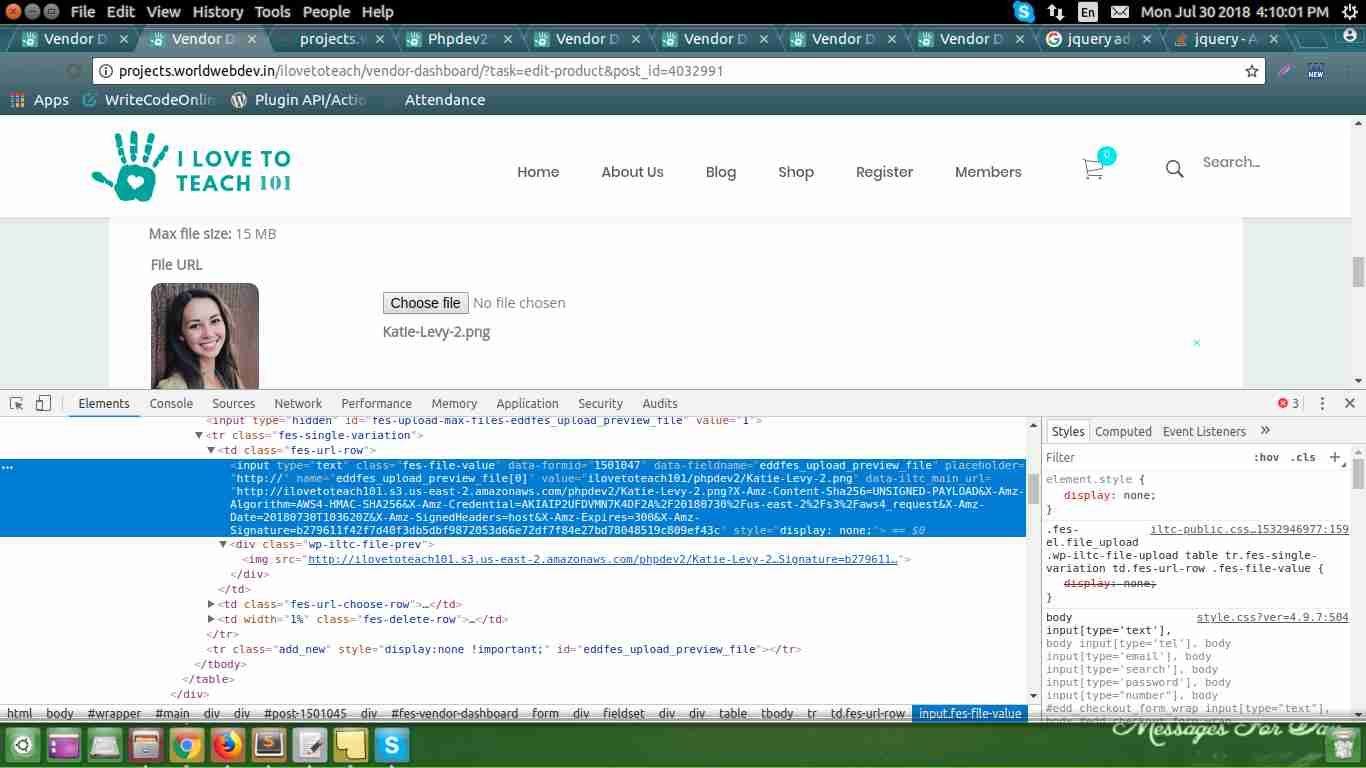 File Edit View History Tools People Help
En Mon Jul 30 2018 4:10:01 PM
Vendor D × Vendor D × projects.v × Phpdev2 × Vendor D × Vendor D × Vendor D × Vendor D × jquery ad × jquery - A ×
projects.worldwebdev.in/ilovetoteach/vendor-dashboard/?task=edit-product&post_id=4032991
NEW
Apps WriteCodeOnlin Plugin API/Actio Attendance
I LOVE TO
TEACH 101
Home About Us Blog Shop Register Members 0 Search...
Max file size: 15 MB
File URL
Choose file No file chosen
Katie-Levy-2.png
×
Elements Console Sources Network Performance Memory Application Security Audits 3
<input type="hidden" id="fes-upload-max-files-eddfes_upload_preview_file" value="1">
▼<tr class="fes-single-variation">
▼<td class="fes-url-row">
... <input type="text" class="fes-file-value" data-formid="1501047" data-fieldname="eddfes_upload_preview_file" placeholder=
"http://" name="eddfes_upload_preview_file[0]" value="ilovetoteach101/phpdev2/Katie-Levy-2.png" data-iltc_main_url=
"http://ilovetoteach101.s3.us-east-2.amazonaws.com/phpdev2/Katie-Levy-2.png?X-Amz-Content-Sha256=UNSIGNED-PAYLOAD&X-Amz-
Algorithm=AWS4-HMAC-SHA256&X-Amz-Credential=AKIAIP2UFDVMN7K4DF2A%2F20180730%2Fus-east-2%2Fs3%2Faws4_request&X-Amz-
Date=20180730T103620Z&X-Amz-SignedHeaders=host&X-Amz-Expires=300&X-Amz-
Signature=b279611f42f7d40f3db5dbf9872053d66e72df7f84e27bd78048519c809ef43c" style="display: none;"> == $0
▼<div class="wp-iltc-file-prev">
<img src="http://ilovetoteach101.s3.us-east-2.amazonaws.com/phpdev2/Katie-Levy-2…Signature=b279611…">
</div>
</td>
▶<td class="fes-url-choose-row">…</td>
▶<td width="1%" class="fes-delete-row">…</td>
</tr>
<tr class="add_new" style="display:none !important;" id="eddfes_upload_preview_file"></tr>
</tbody>
</table>
</div>
html body #wrapper #main div div #post-1501045 div #fes-vendor-dashboard form div fieldset div div table tbody tr td.fes-url-row input.fes-file-value
Styles Computed Event Listeners »
Filter :hov .cls +
element.style {
display: none;
}
.fes- iltc-public.css…1532946977:159
el.file_upload
.wp-iltc-file-upload table tr.fes-single-
variation td.fes-url-row .fes-file-value {
display: none;
}
body style.css?ver=4.9.7:504
input[type='text'],
body input[type='tel'], body
input[type='email'], body
input[type='search'], body
input[type='password'], body
input[type="number"], body
#edd_checkout_form_wrap input[type="text"],
body #edd_checkout_form_wrap
Messages For Day